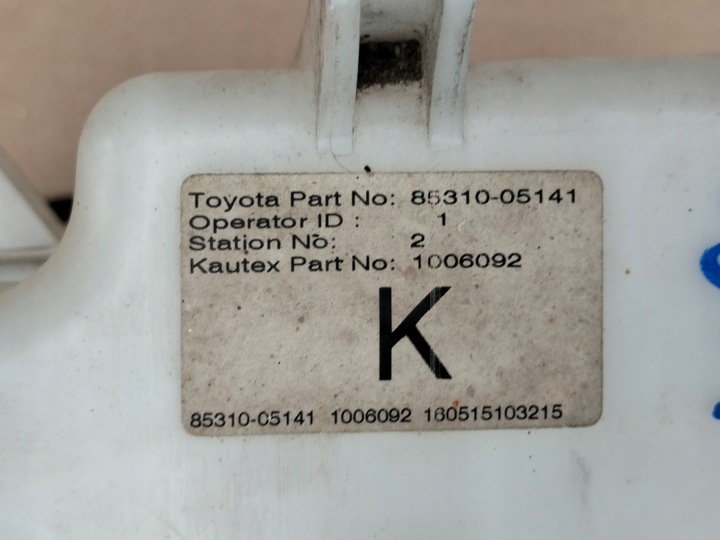 Toyota Part No: 85310-05141
Operator ID : 1
Station No: 2
Kautex Part No: 1006092
K
85310-05141 1006092 160515103215